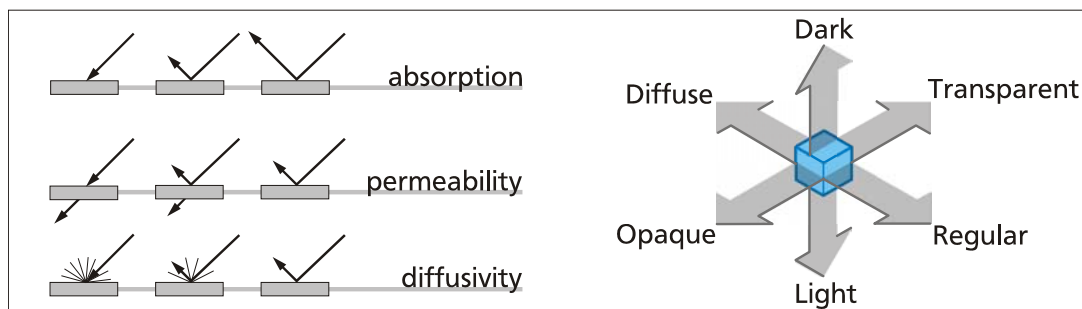 absorption
permeability
diffusivity
Dark
Diffuse
Transparent
Opaque
Regular
Light